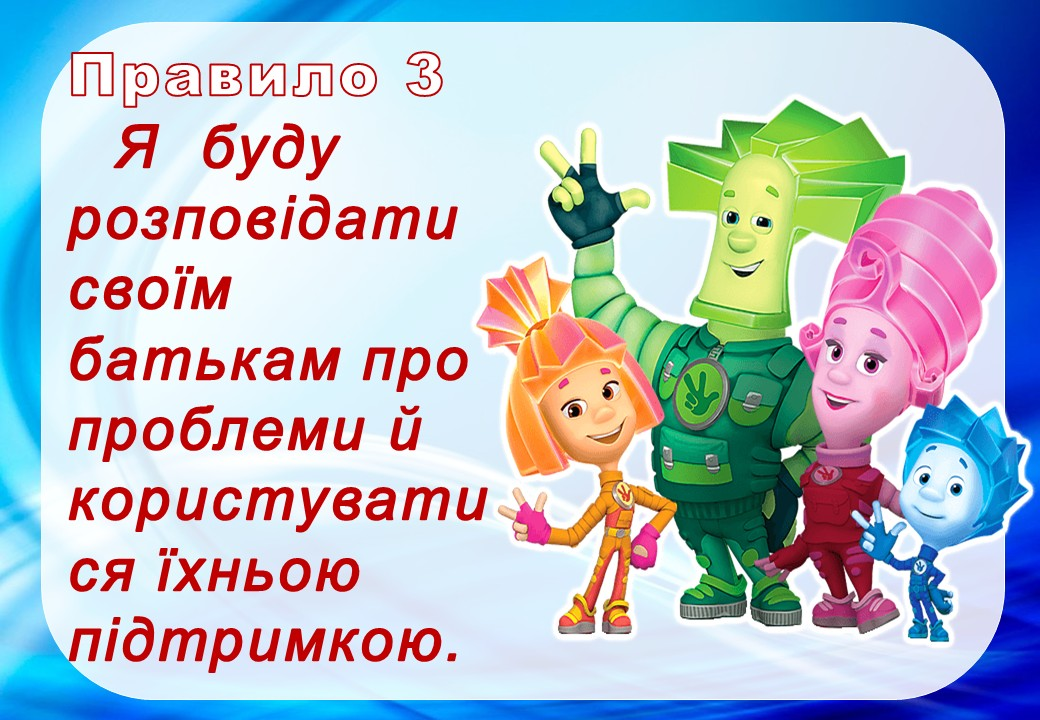 Правило 3
Я буду
розповідати
своїм
батькам про
проблеми й
користувати
ся їхньою
підтримкою.